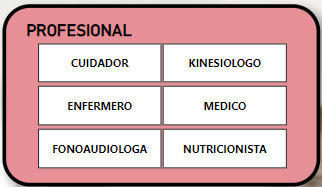 PROFESIONAL
CUIDADOR KINESIOLOGO
ENFERMERO MEDICO
FONOAUDIOLOGA NUTRICIONISTA